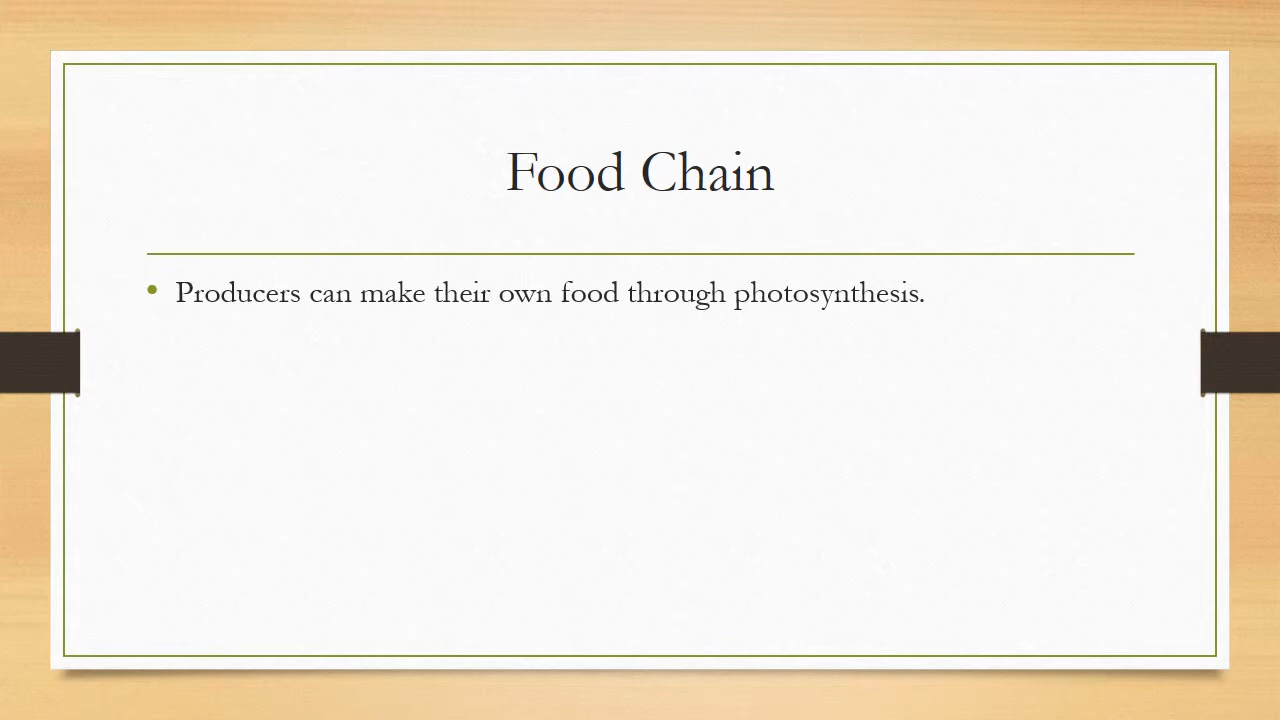 Food Chain
• Producers can make their own food through photosynthesis.